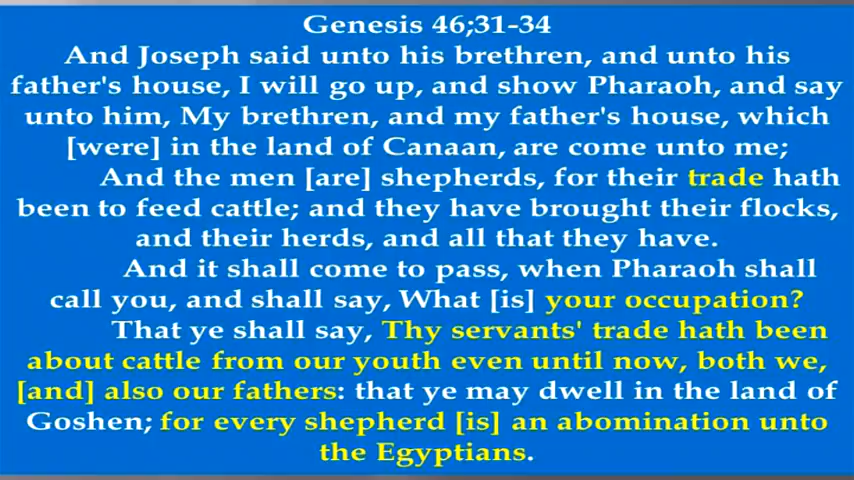 Genesis 46;31-34
And Joseph said unto his brethren, and unto his
father's house, I will go up, and show Pharaoh, and say
unto him, My brethren, and my father's house, which
[were] in the land of Canaan, are come unto me;
And the men [are] shepherds, for their trade hath
been to feed cattle; and they have brought their flocks,
and their herds, and all that they have.
And it shall come to pass, when Pharaoh shall
call you, and shall say, What [is] your occupation?
That ye shall say, Thy servants' trade hath been
about cattle from our youth even until now, both we,
[and] also our fathers: that ye may dwell in the land of
Goshen; for every shepherd [is] an abomination unto
the Egyptians.